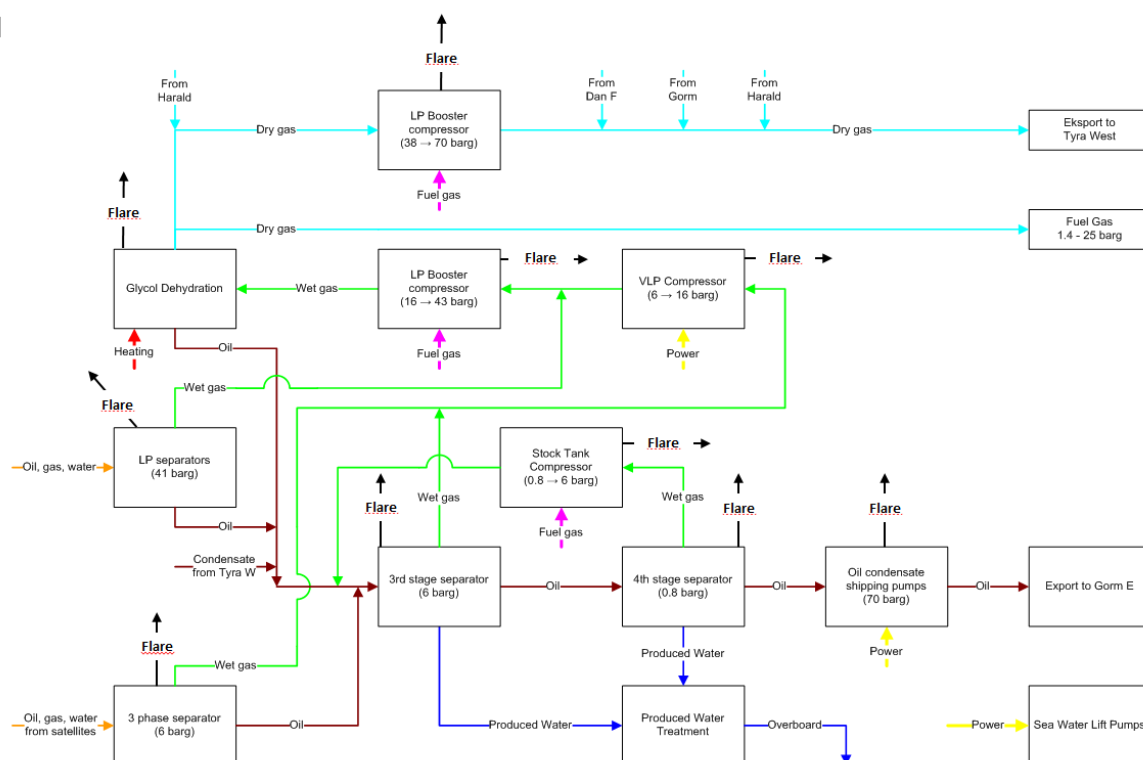 Flare
From
Harald
From
Dan F
From
Gorm
From
Harald
LP Booster
compressor
(38 → 70 barg)
Dry gas
Dry gas
Eksport to
Tyra West
Fuel gas
Flare
Dry gas
Fuel Gas
1.4 - 25 barg
Glycol Dehydration
Wet gas
LP Booster
compressor
(16 → 43 barg)
Flare
VLP Compressor
(6 → 16 barg)
Flare
Heating
Oil
Fuel gas
Power
Wet gas
Flare
Oil, gas, water
LP separators
(41 barg)
Stock Tank
Compressor
(0.8 → 6 barg)
Flare
Wet gas
Wet gas
Flare
Flare
Flare
Oil
Fuel gas
Condensate
from Tyra W
3rd stage separator
(6 barg)
Oil
4th stage separator
(0.8 barg)
Oil
Oil condensate
shipping pumps
(70 barg)
Oil
Export to Gorm E
Flare
Wet gas
Produced Water
Power
Oil, gas, water
from satellites
3 phase separator
(6 barg)
Oil
Produced Water
Produced Water
Treatment
Overboard
Power
Sea Water Lift Pumps